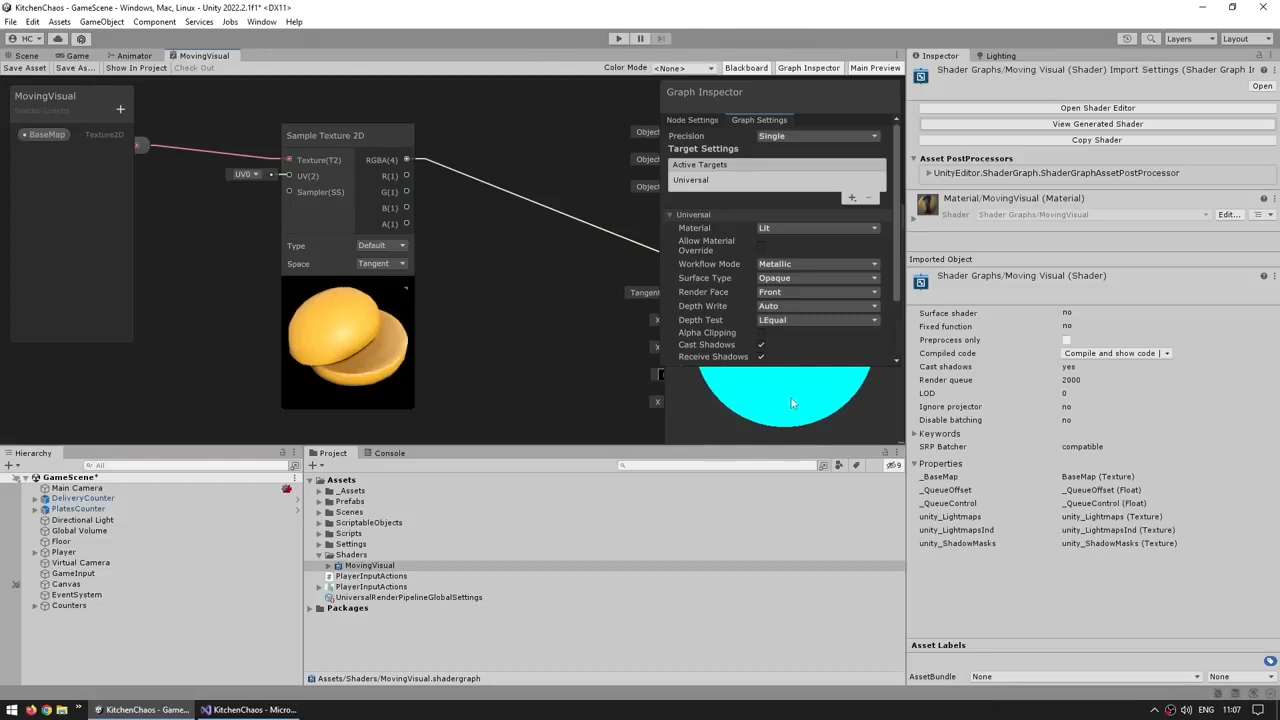 KitchenChaos - GameScene - Windows, Mac, Linux - Unity 2022.2.1f1* <DX11>
File Edit Assets GameObject Component Services Jobs Window Help
HC Layers Layout
Scene Game Animator MovingVisual
Save Asset Save As... Show In Project Check Out Color Mode <None> Blackboard Graph Inspector Main Preview
MovingVisual
Shader Graphs
BaseMap Texture2D
Sample Texture 2D
Texture(T2) RGBA(4)
UV0 UV(2) R(1)
Sampler(SS) G(1)
B(1)
A(1)
Type Default
Space Tangent
Object
Object
Object
Tangent
X
X
X
Graph Inspector
Node Settings Graph Settings
Precision Single
Target Settings
Active Targets
Universal
+ -
Universal
Material Lit
Allow Material Override
Workflow Mode Metallic
Surface Type Opaque
Render Face Front
Depth Write Auto
Depth Test LEqual
Alpha Clipping
Cast Shadows
Receive Shadows
Hierarchy
All
GameScene*
Main Camera
DeliveryCounter
PlatesCounter
Directional Light
Global Volume
Floor
Player
Virtual Camera
GameInput
Canvas
EventSystem
Counters
Project Console
9
Assets
_Assets
Prefabs
Scenes
ScriptableObjects
Scripts
Settings
Shaders
MovingVisual
PlayerInputActions
PlayerInputActions
UniversalRenderPipelineGlobalSettings
Packages
Assets/Shaders/MovingVisual.shadergraph
Inspector Lighting
Shader Graphs/Moving Visual (Shader) Import Settings (Shader Graph Ir
Open
Open Shader Editor
View Generated Shader
Copy Shader
Asset PostProcessors
UnityEditor.ShaderGraph.ShaderGraphAssetPostProcessor
Material/MovingVisual (Material)
Shader Shader Graphs/MovingVisual Edit...
Imported Object
Shader Graphs/Moving Visual (Shader)
Surface shader no
Fixed function no
Preprocess only
Compiled code Compile and show code
Cast shadows yes
Render queue 2000
LOD 0
Ignore projector no
Disable batching no
Keywords
SRP Batcher compatible
Properties
_BaseMap BaseMap (Texture)
_QueueOffset _QueueOffset (Float)
_QueueControl _QueueControl (Float)
unity_Lightmaps unity_Lightmaps (Texture)
unity_LightmapsInd unity_LightmapsInd (Texture)
unity_ShadowMasks unity_ShadowMasks (Texture)
Asset Labels
AssetBundle None None
KitchenChaos - Game... KitchenChaos - Micro... ENG 11:07